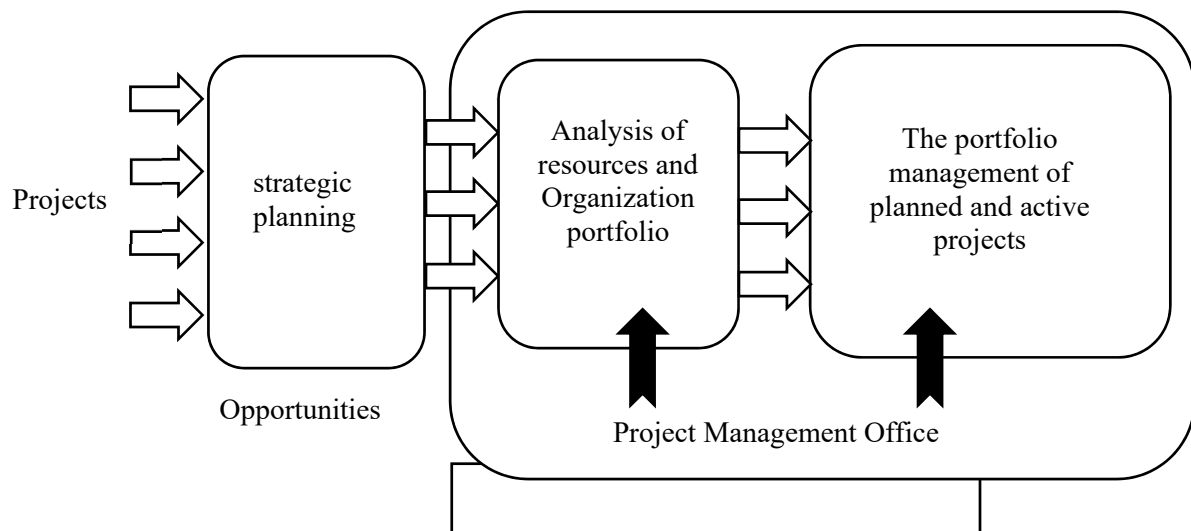 Projects
strategic
planning
Opportunities
Analysis of
resources and
Organization
portfolio
The portfolio
management of
planned and active
projects
Project Management Office